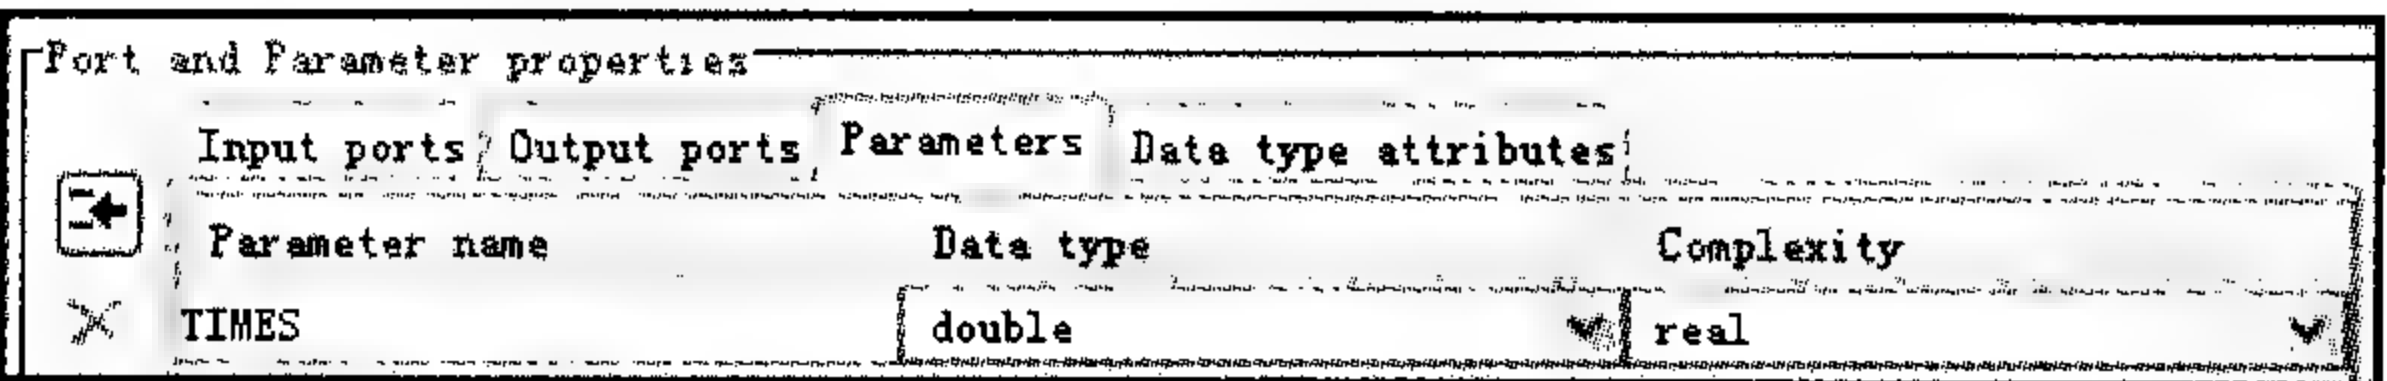 Port and Parameter properties
Input ports Output ports Parameters Data type attributes
Parameter name Data type Complexity
TIMES double real